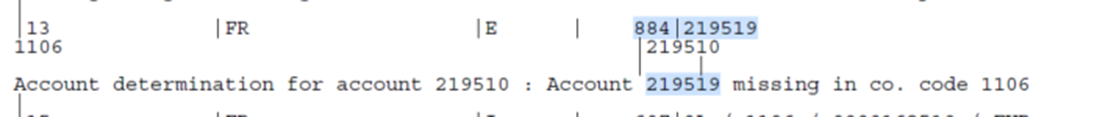 |13 |FR |E | 884|219519
1106 |219510
Account determination for account 219510 : Account 219519 missing in co. code 1106